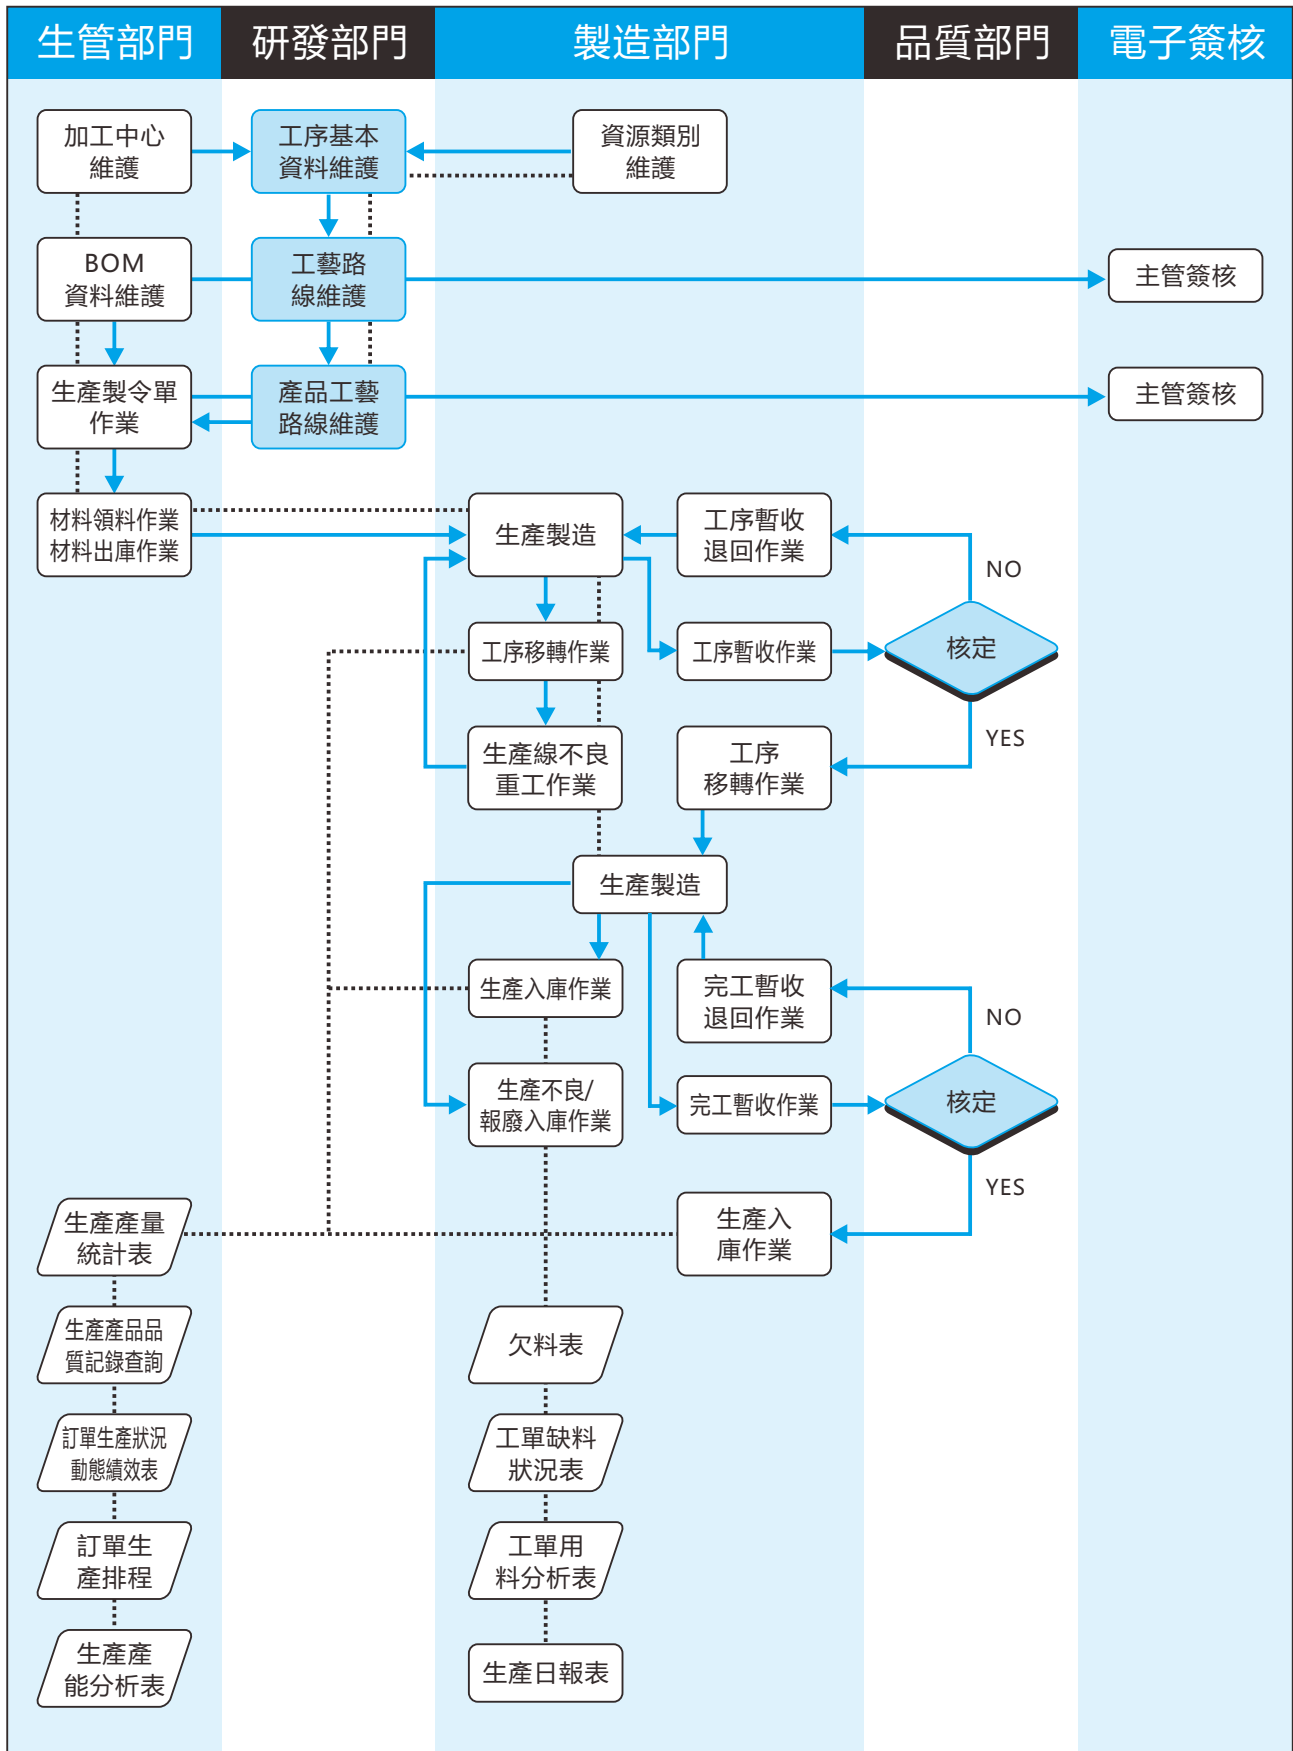 生管部門
研發部門
製造部門
品質部門
電子簽核
加工中心
維護
工序基本
資料維護
資源類別
維護
BOM
資料維護
工藝路
線維護
主管簽核
生產製令單
作業
產品工藝
路線維護
主管簽核
材料領料作業
材料出庫作業
生產製造
工序暫收
退回作業
NO
工序移轉作業
工序暫收作業
核定
YES
生產線不良
重工作業
工序
移轉作業
生產製造
生產入庫作業
完工暫收
退回作業
NO
生產不良/
報廢入庫作業
完工暫收作業
核定
YES
生產產量
統計表
生產入
庫作業
生產產品品
質記錄查詢
欠料表
訂單生產狀況
動態績效表
工單缺料
狀況表
訂單生
產排程
工單用
料分析表
生產產
能分析表
生產日報表